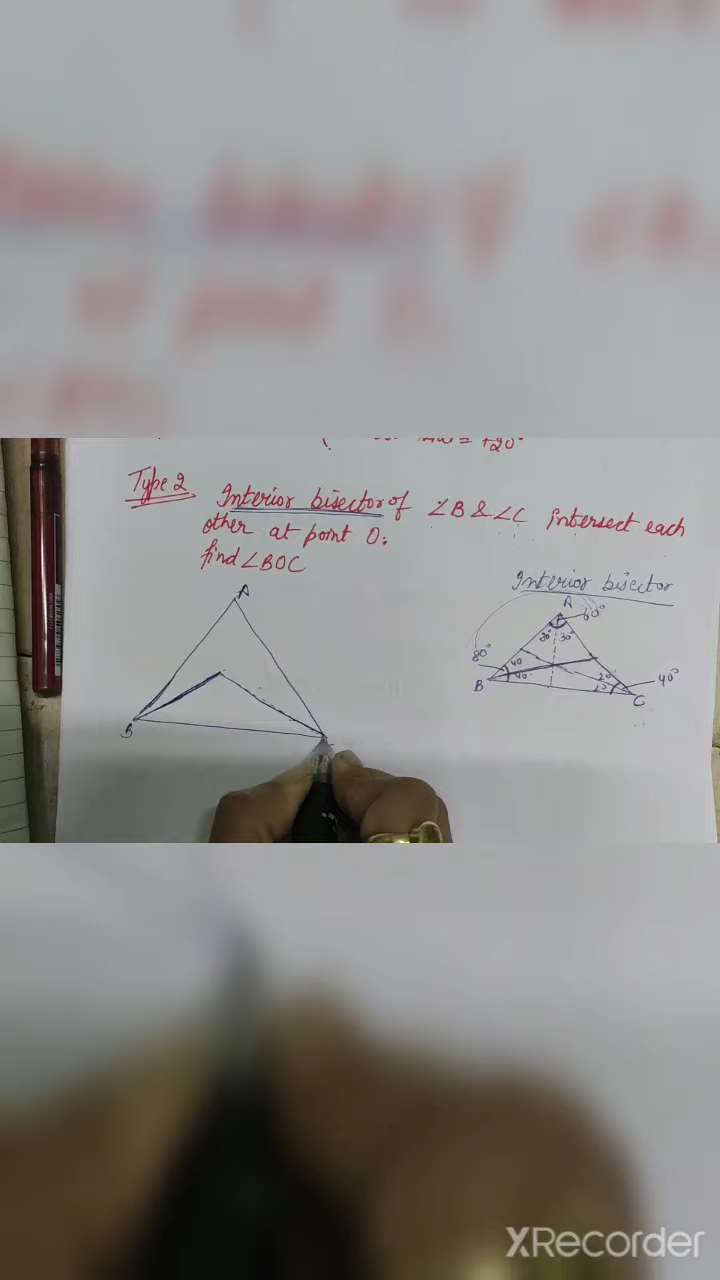 +20°
Type 2 Interior bisector of ∠B & ∠C intersect each
other at point O.
find ∠BOC
Interior bisector
A
60°
30° 30°
80°
40
40°
20
20
40°
B
C
A
B
XRecorder